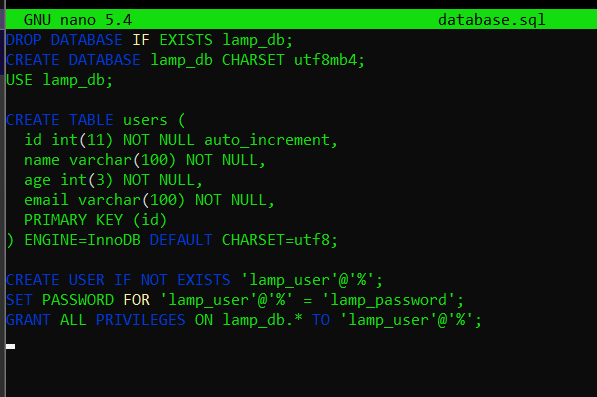 GNU nano 5.4 database.sql
DROP DATABASE IF EXISTS lamp_db;
CREATE DATABASE lamp_db CHARSET utf8mb4;
USE lamp_db;

CREATE TABLE users (
  id int(11) NOT NULL auto_increment,
  name varchar(100) NOT NULL,
  age int(3) NOT NULL,
  email varchar(100) NOT NULL,
  PRIMARY KEY (id)
) ENGINE=InnoDB DEFAULT CHARSET=utf8;

CREATE USER IF NOT EXISTS 'lamp_user'@'%';
SET PASSWORD FOR 'lamp_user'@'%' = 'lamp_password';
GRANT ALL PRIVILEGES ON lamp_db.* TO 'lamp_user'@'%';